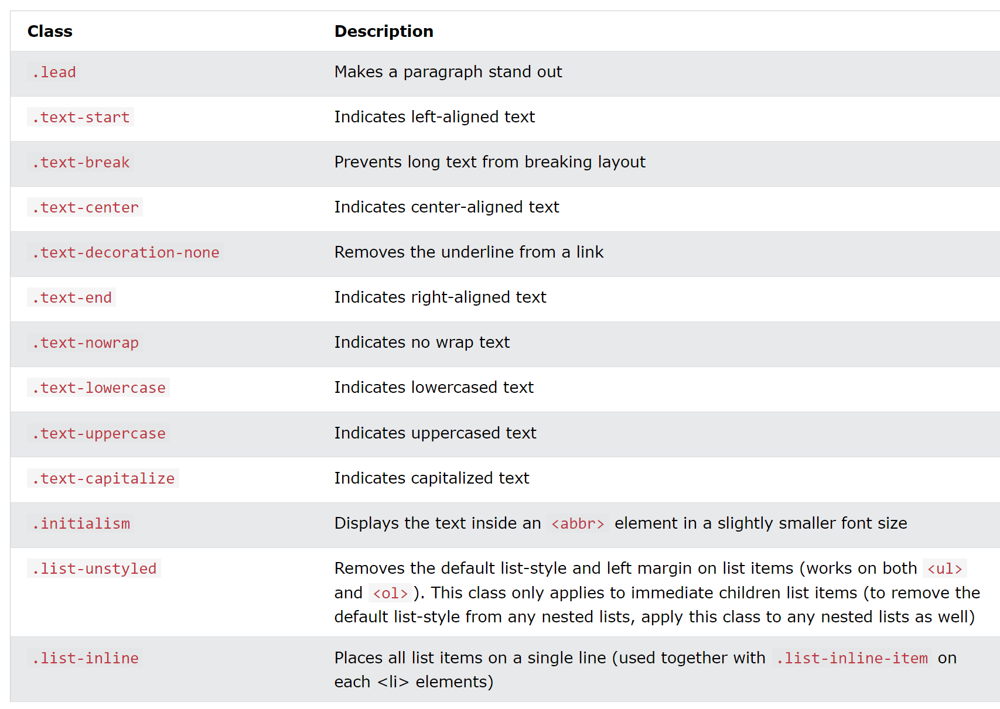 Class Description
.lead Makes a paragraph stand out
.text-start Indicates left-aligned text
.text-break Prevents long text from breaking layout
.text-center Indicates center-aligned text
.text-decoration-none Removes the underline from a link
.text-end Indicates right-aligned text
.text-nowrap Indicates no wrap text
.text-lowercase Indicates lowercased text
.text-uppercase Indicates uppercased text
.text-capitalize Indicates capitalized text
.initialism Displays the text inside an <abbr> element in a slightly smaller font size
.list-unstyled Removes the default list-style and left margin on list items (works on both <ul>
and <ol>). This class only applies to immediate children list items (to remove the
default list-style from any nested lists, apply this class to any nested lists as well)
.list-inline Places all list items on a single line (used together with .list-inline-item on
each <li> elements)